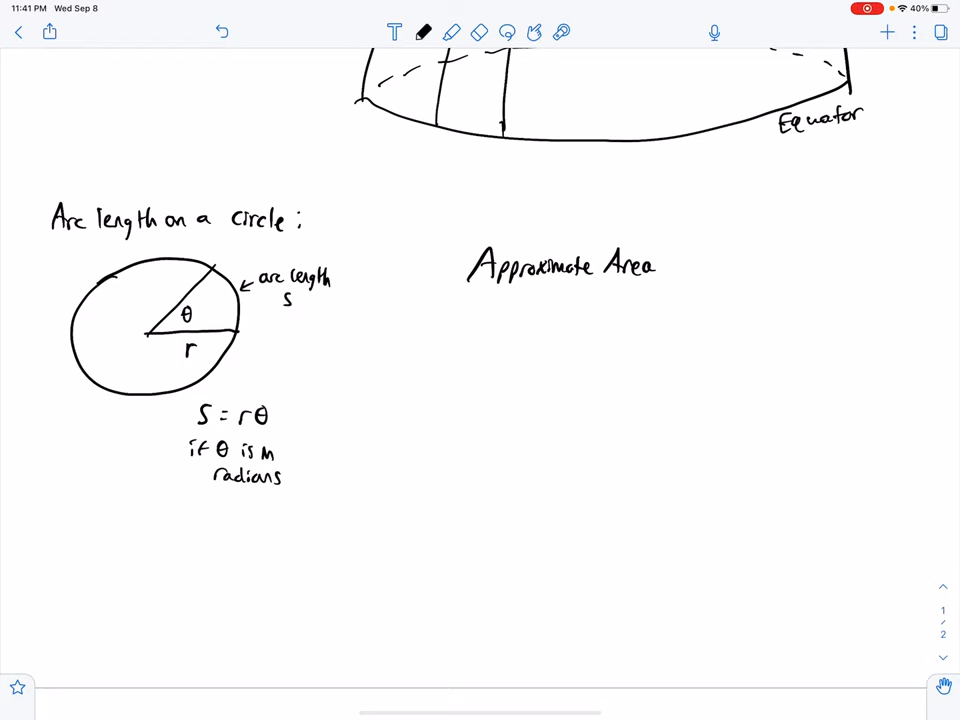 11:41 PM Wed Sep 8
40%
T
Equator
Arc length on a circle:
Approximate Area
arc length
s
θ
r
S = rθ
if θ is in
radians
1
/
2